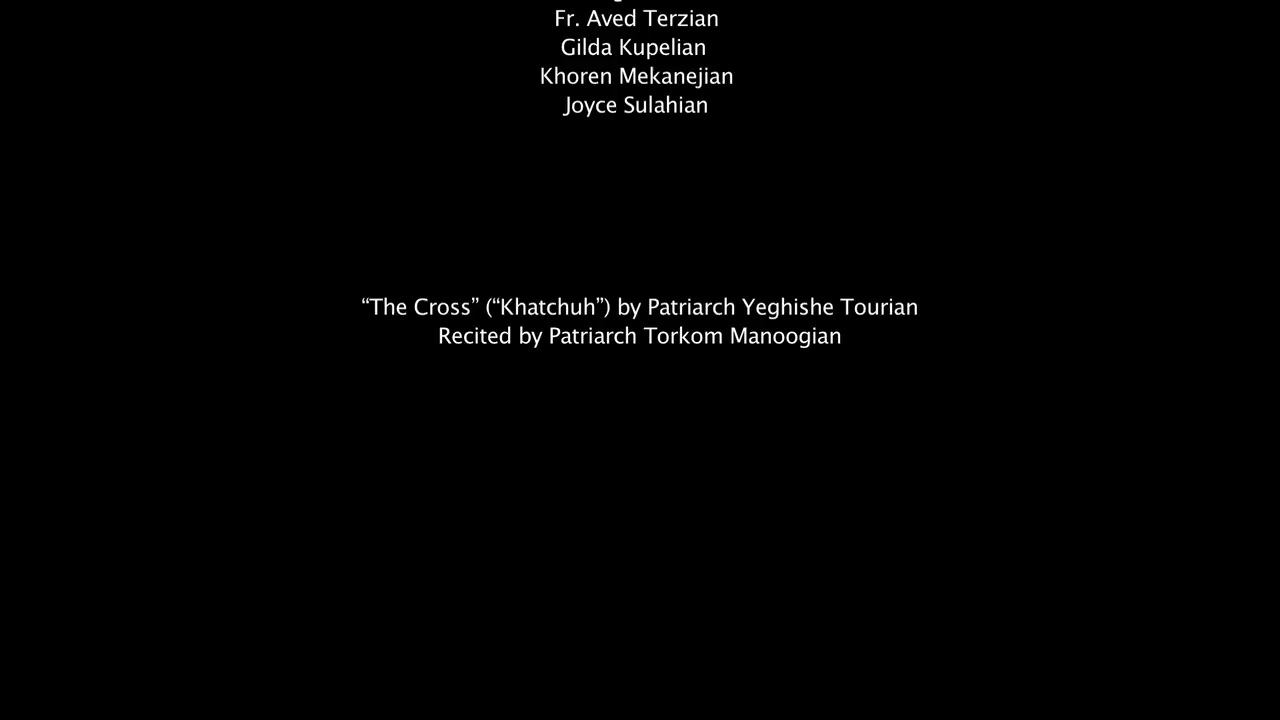 Fr. Aved Terzian
Gilda Kupelian
Khoren Mekanejian
Joyce Sulahian
“The Cross” (“Khatchuh”) by Patriarch Yeghishe Tourian
Recited by Patriarch Torkom Manoogian